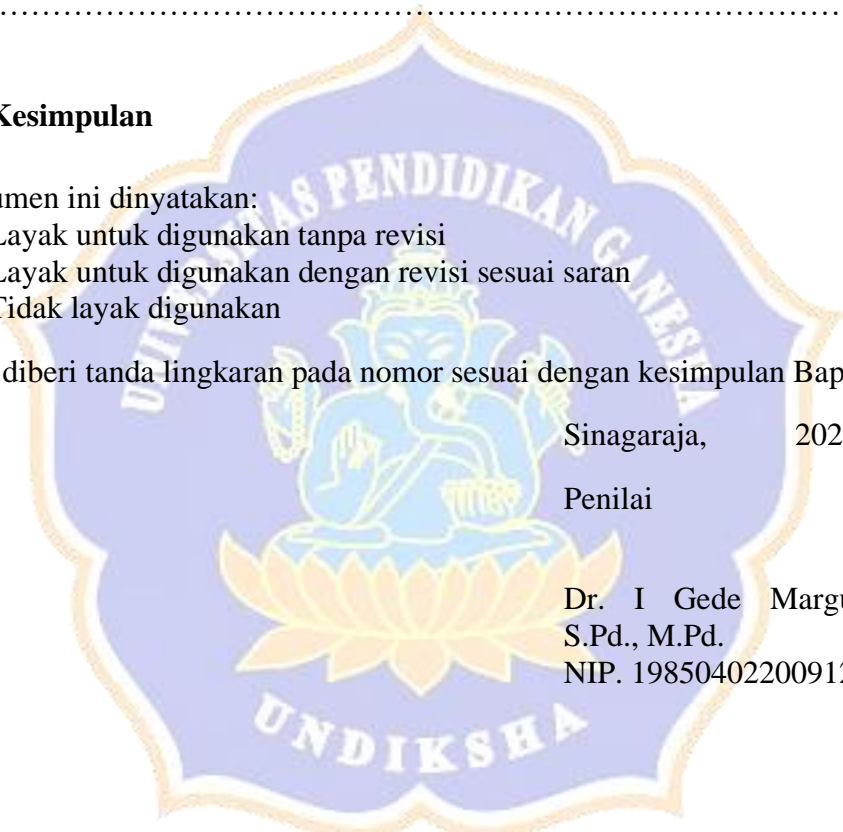 ……………………………………………………………………………
Kesimpulan
umen ini dinyatakan:
Layak untuk digunakan tanpa revisi
Layak untuk digunakan dengan revisi sesuai saran
Tidak layak digunakan
diberi tanda lingkaran pada nomor sesuai dengan kesimpulan Bap
Sinagaraja, 202
Penilai
Dr. I Gede Margu
S.Pd., M.Pd.
NIP. 19850402200912
UNIVERSITAS PENDIDIKAN GANESHA
UNDIKSHA